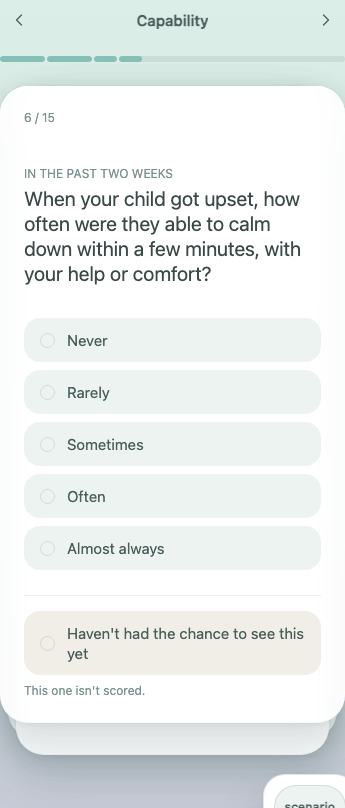 Capability
6 / 15
IN THE PAST TWO WEEKS
When your child got upset, how
often were they able to calm
down within a few minutes, with
your help or comfort?
Never
Rarely
Sometimes
Often
Almost always
Haven't had the chance to see this
yet
This one isn't scored.
scenario